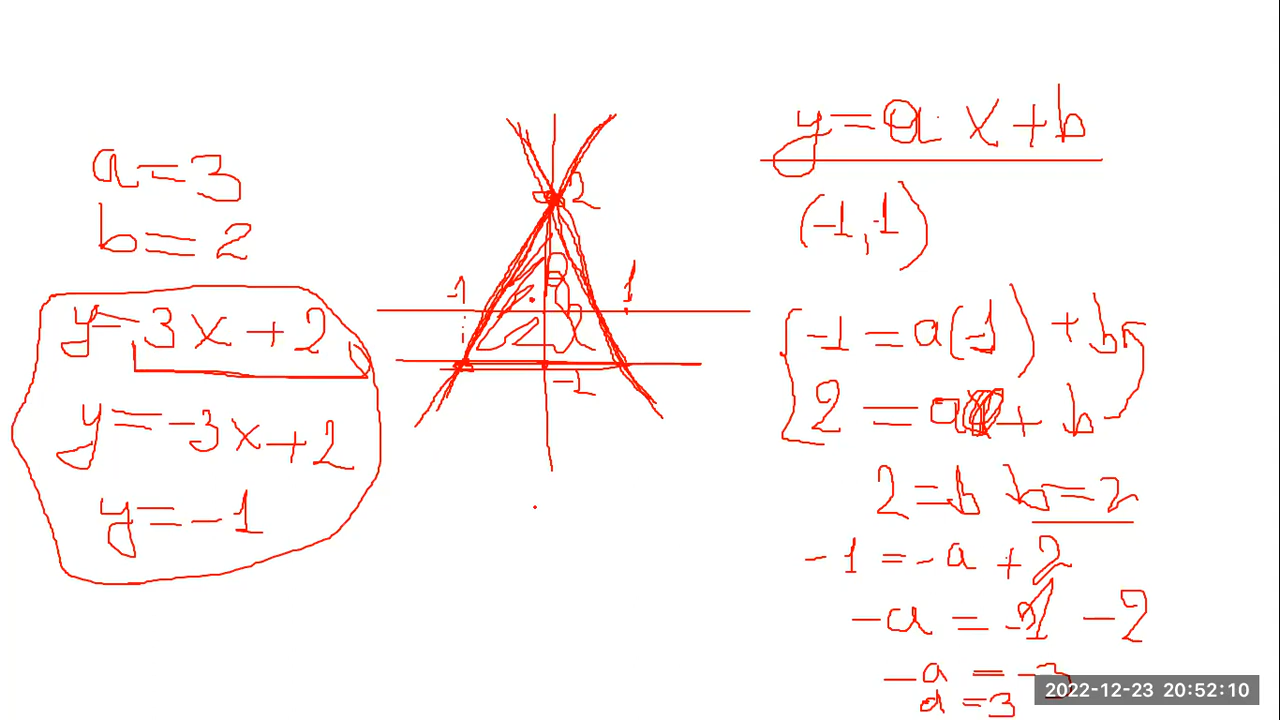 a=3
b=2
y=3x+2
y=-3x+2
y=-1
2
-1
1
-1
y=ax+b
(-1,-1)
-1=a(-1)+b
2=a+b
2=b b=2
-1=-a+2
-a=-1-2
-a=-3
a=3
2022-12-23 20:52:10